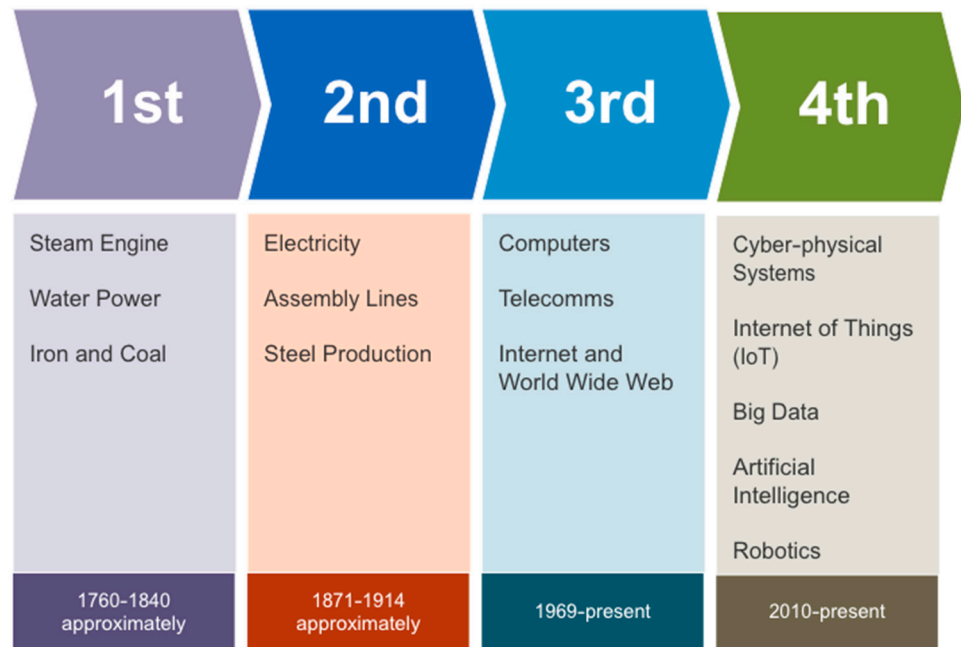 1st
2nd
3rd
4th
Steam Engine
Water Power
Iron and Coal
1760-1840
approximately
Electricity
Assembly Lines
Steel Production
1871-1914
approximately
Computers
Telecomms
Internet and
World Wide Web
1969-present
Cyber-physical
Systems
Internet of Things
(IoT)
Big Data
Artificial
Intelligence
Robotics
2010-present